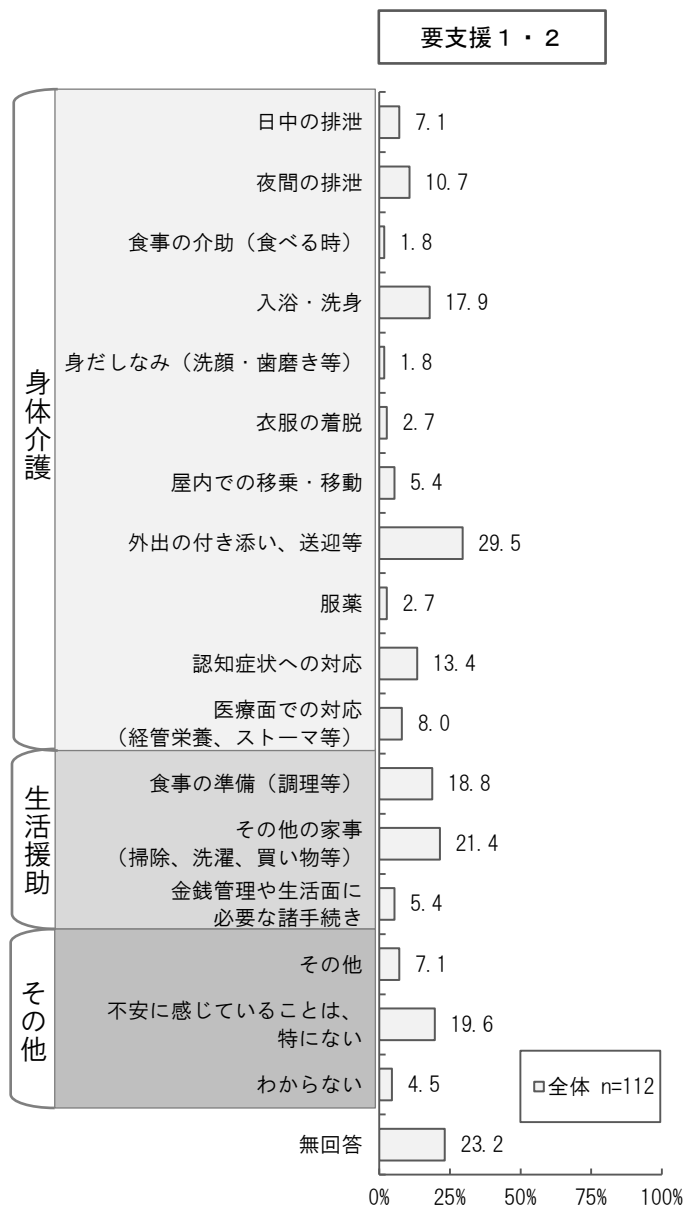 要支援１・２
身体介護
日中の排泄 7.1
夜間の排泄 10.7
食事の介助（食べる時） 1.8
入浴・洗身 17.9
身だしなみ（洗顔・歯磨き等） 1.8
衣服の着脱 2.7
屋内での移乗・移動 5.4
外出の付き添い、送迎等 29.5
服薬 2.7
認知症状への対応 13.4
医療面での対応
（経管栄養、ストーマ等） 8.0
生活援助
食事の準備（調理等） 18.8
その他の家事
（掃除、洗濯、買い物等） 21.4
金銭管理や生活面に
必要な諸手続き 5.4
その他
その他 7.1
不安に感じていることは、
特にない 19.6
わからない 4.5
無回答 23.2
全体 n=112
0% 25% 50% 75% 100%